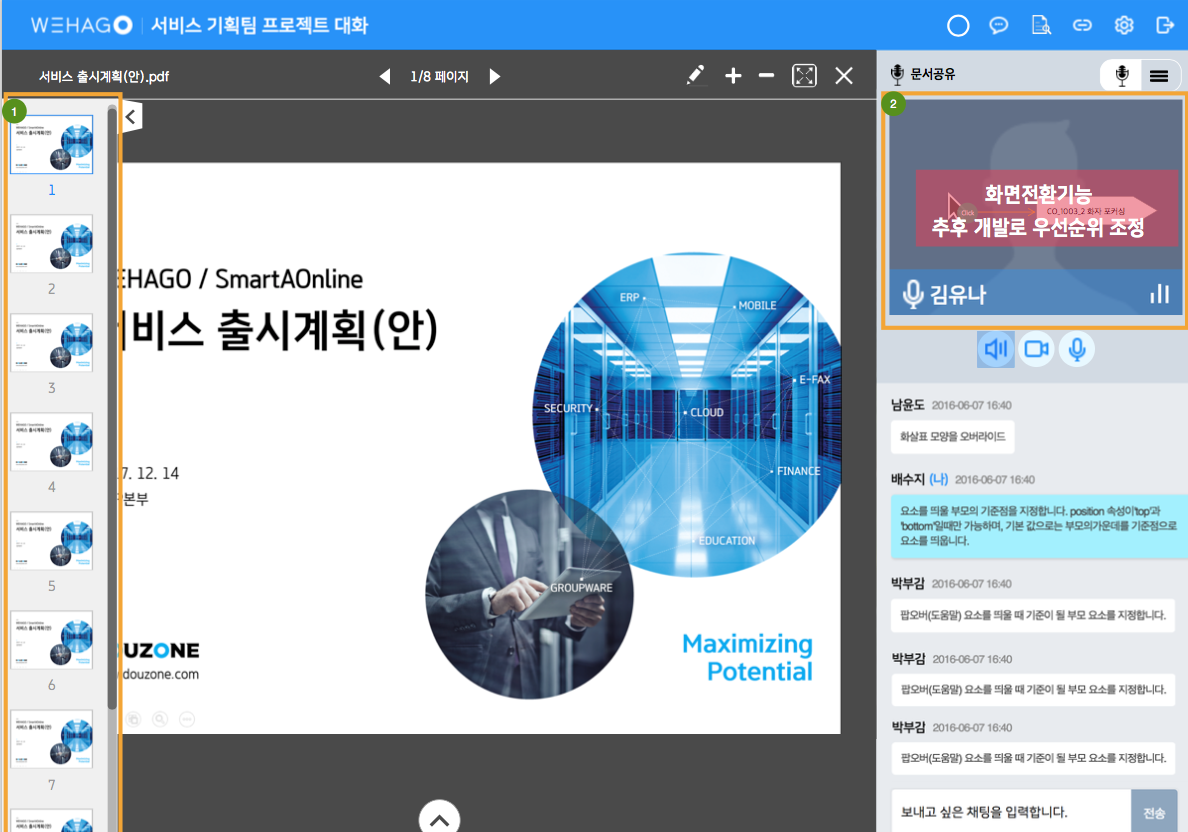 WEHAGO 서비스 기획팀 프로젝트 대화
서비스 출시계획(안).pdf
1/8 페이지
문서공유
1
1
2
3
4
5
6
7
EHAGO / SmartAOnline
비스 출시계획(안)
7. 12. 14
본부
ERP
MOBILE
E-FAX
SECURITY
CLOUD
FINANCE
EDUCATION
GROUPWARE
UZONE
douzone.com
Maximizing
Potential
2
화면전환기능
Click
CO_1003_2 화자 포커싱
추후 개발로 우선순위 조정
김유나
남윤도 2016-06-07 16:40
화살표 모양을 오버라이드
배수지 (나) 2016-06-07 16:40
요소를 띄울 부모의 기준점을 지정합니다. position 속성이'top'과
'bottom'일때만 가능하며, 기본 값으로는 부모의가운데를 기준점으로
요소를 띄웁니다.
박부감 2016-06-07 16:40
팝오버(도움말) 요소를 띄울 때 기준이 될 부모 요소를 지정합니다.
박부감 2016-06-07 16:40
팝오버(도움말) 요소를 띄울 때 기준이 될 부모 요소를 지정합니다.
박부감 2016-06-07 16:40
팝오버(도움말) 요소를 띄울 때 기준이 될 부모 요소를 지정합니다.
보내고 싶은 채팅을 입력합니다.
전송